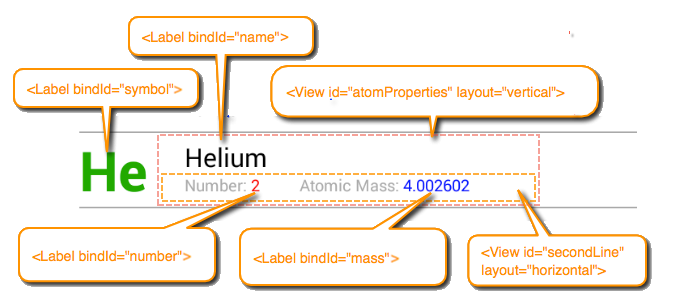 <Label bindId="name">
<Label bindId="symbol">
<View id="atomProperties" layout="vertical">
He
Helium
Number: 2 Atomic Mass: 4.002602
<Label bindId="number">
<Label bindId="mass">
<View id="secondLine"
layout="horizontal">